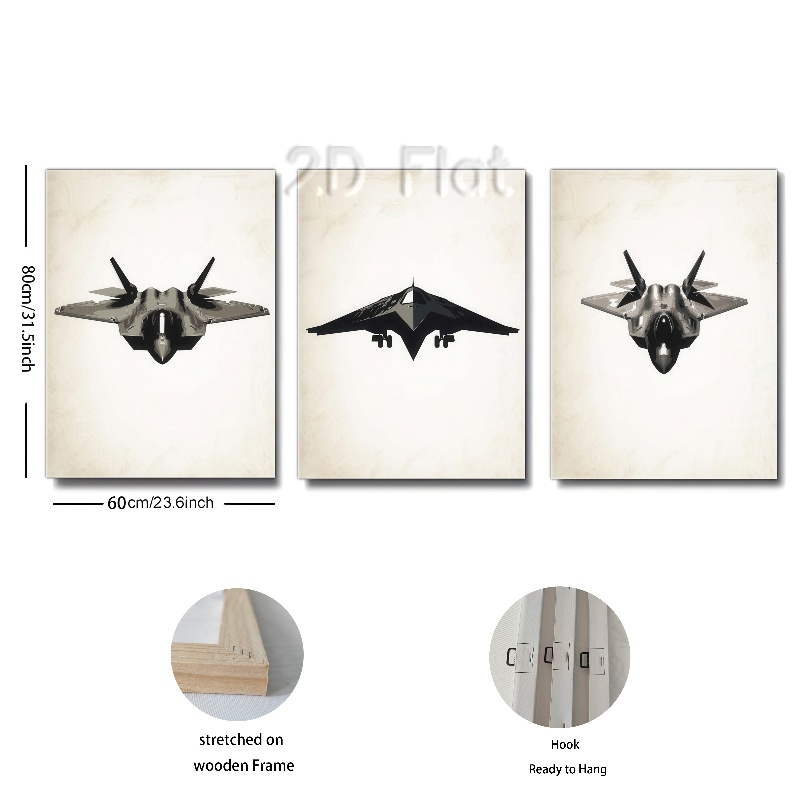 2D Flat
80cm/31.5inch
60cm/23.6inch
stretched on
wooden Frame
Hook
Ready to Hang